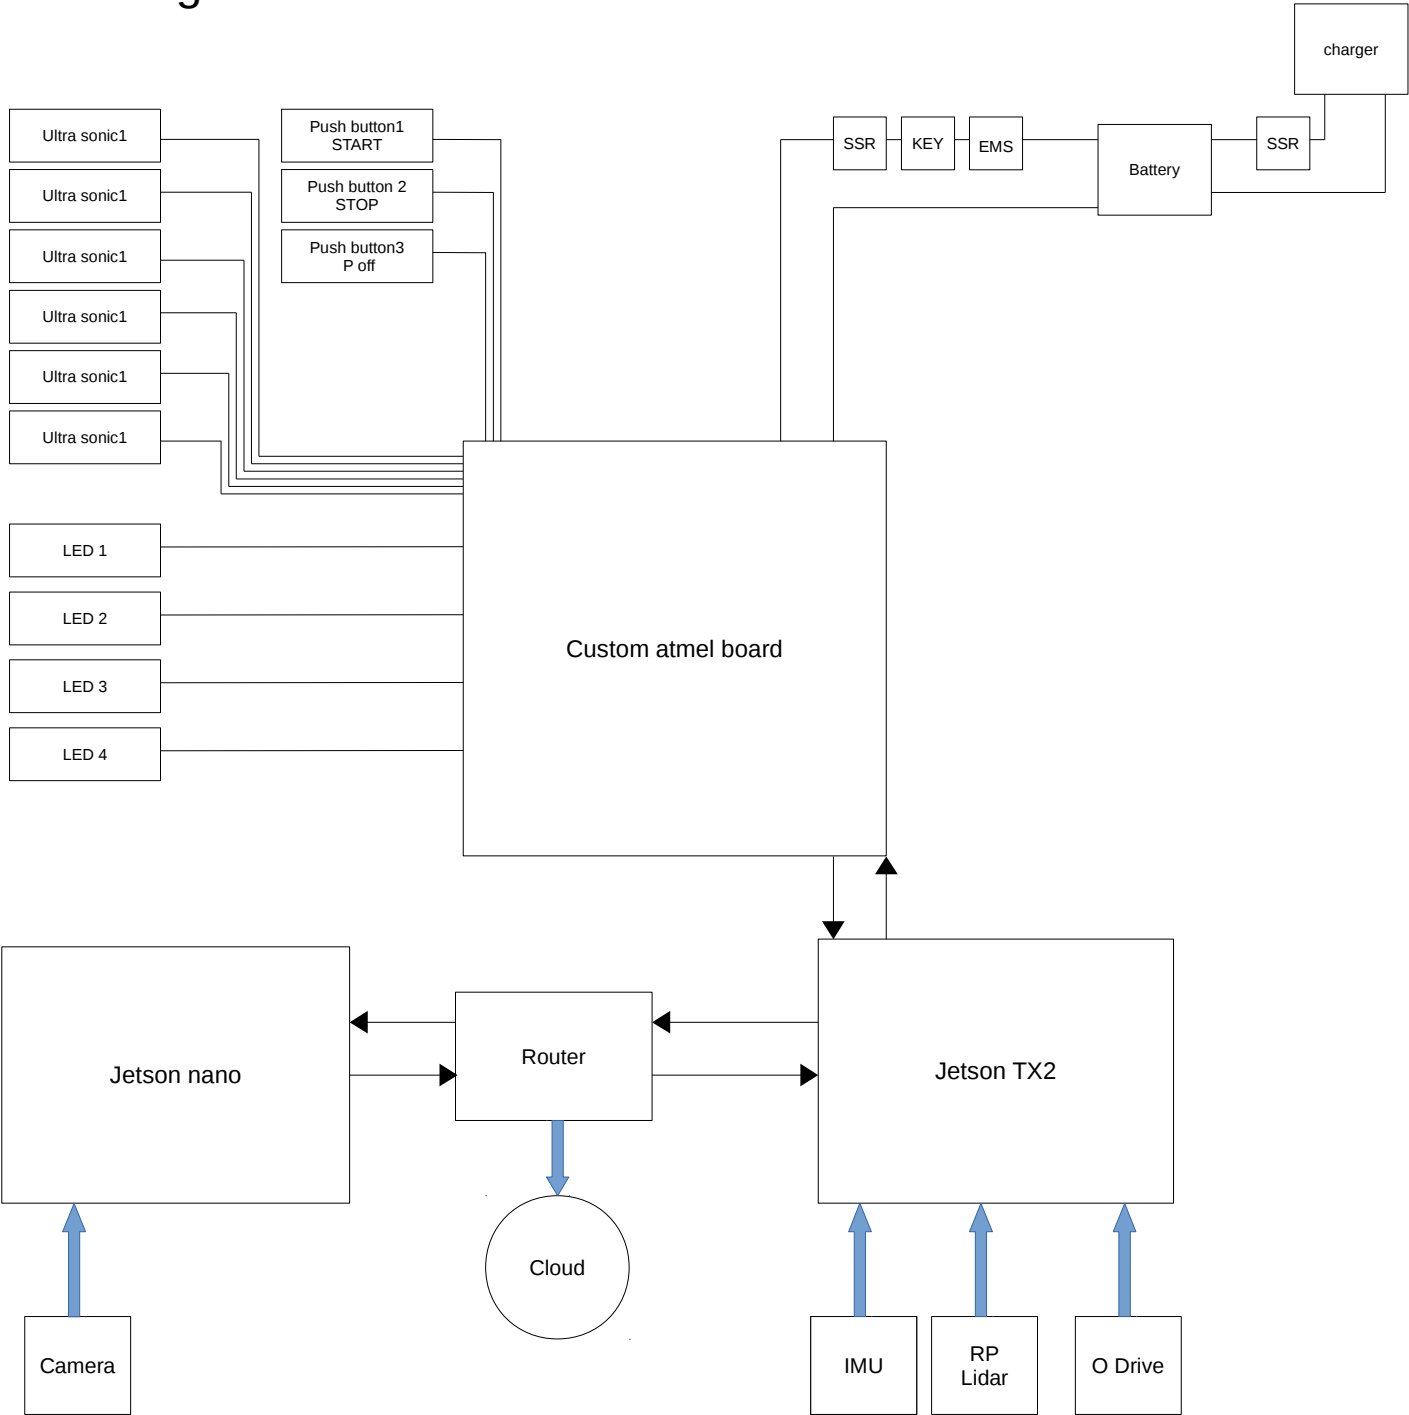 charger
Ultra sonic1
Push button1
START
SSR
KEY
EMS
Battery
SSR
Ultra sonic1
Push button 2
STOP
Ultra sonic1
Push button3
P off
Ultra sonic1
Ultra sonic1
Ultra sonic1
LED 1
LED 2
LED 3
LED 4
Custom atmel board
Jetson nano
Router
Jetson TX2
Cloud
Camera
IMU
RP
Lidar
O Drive